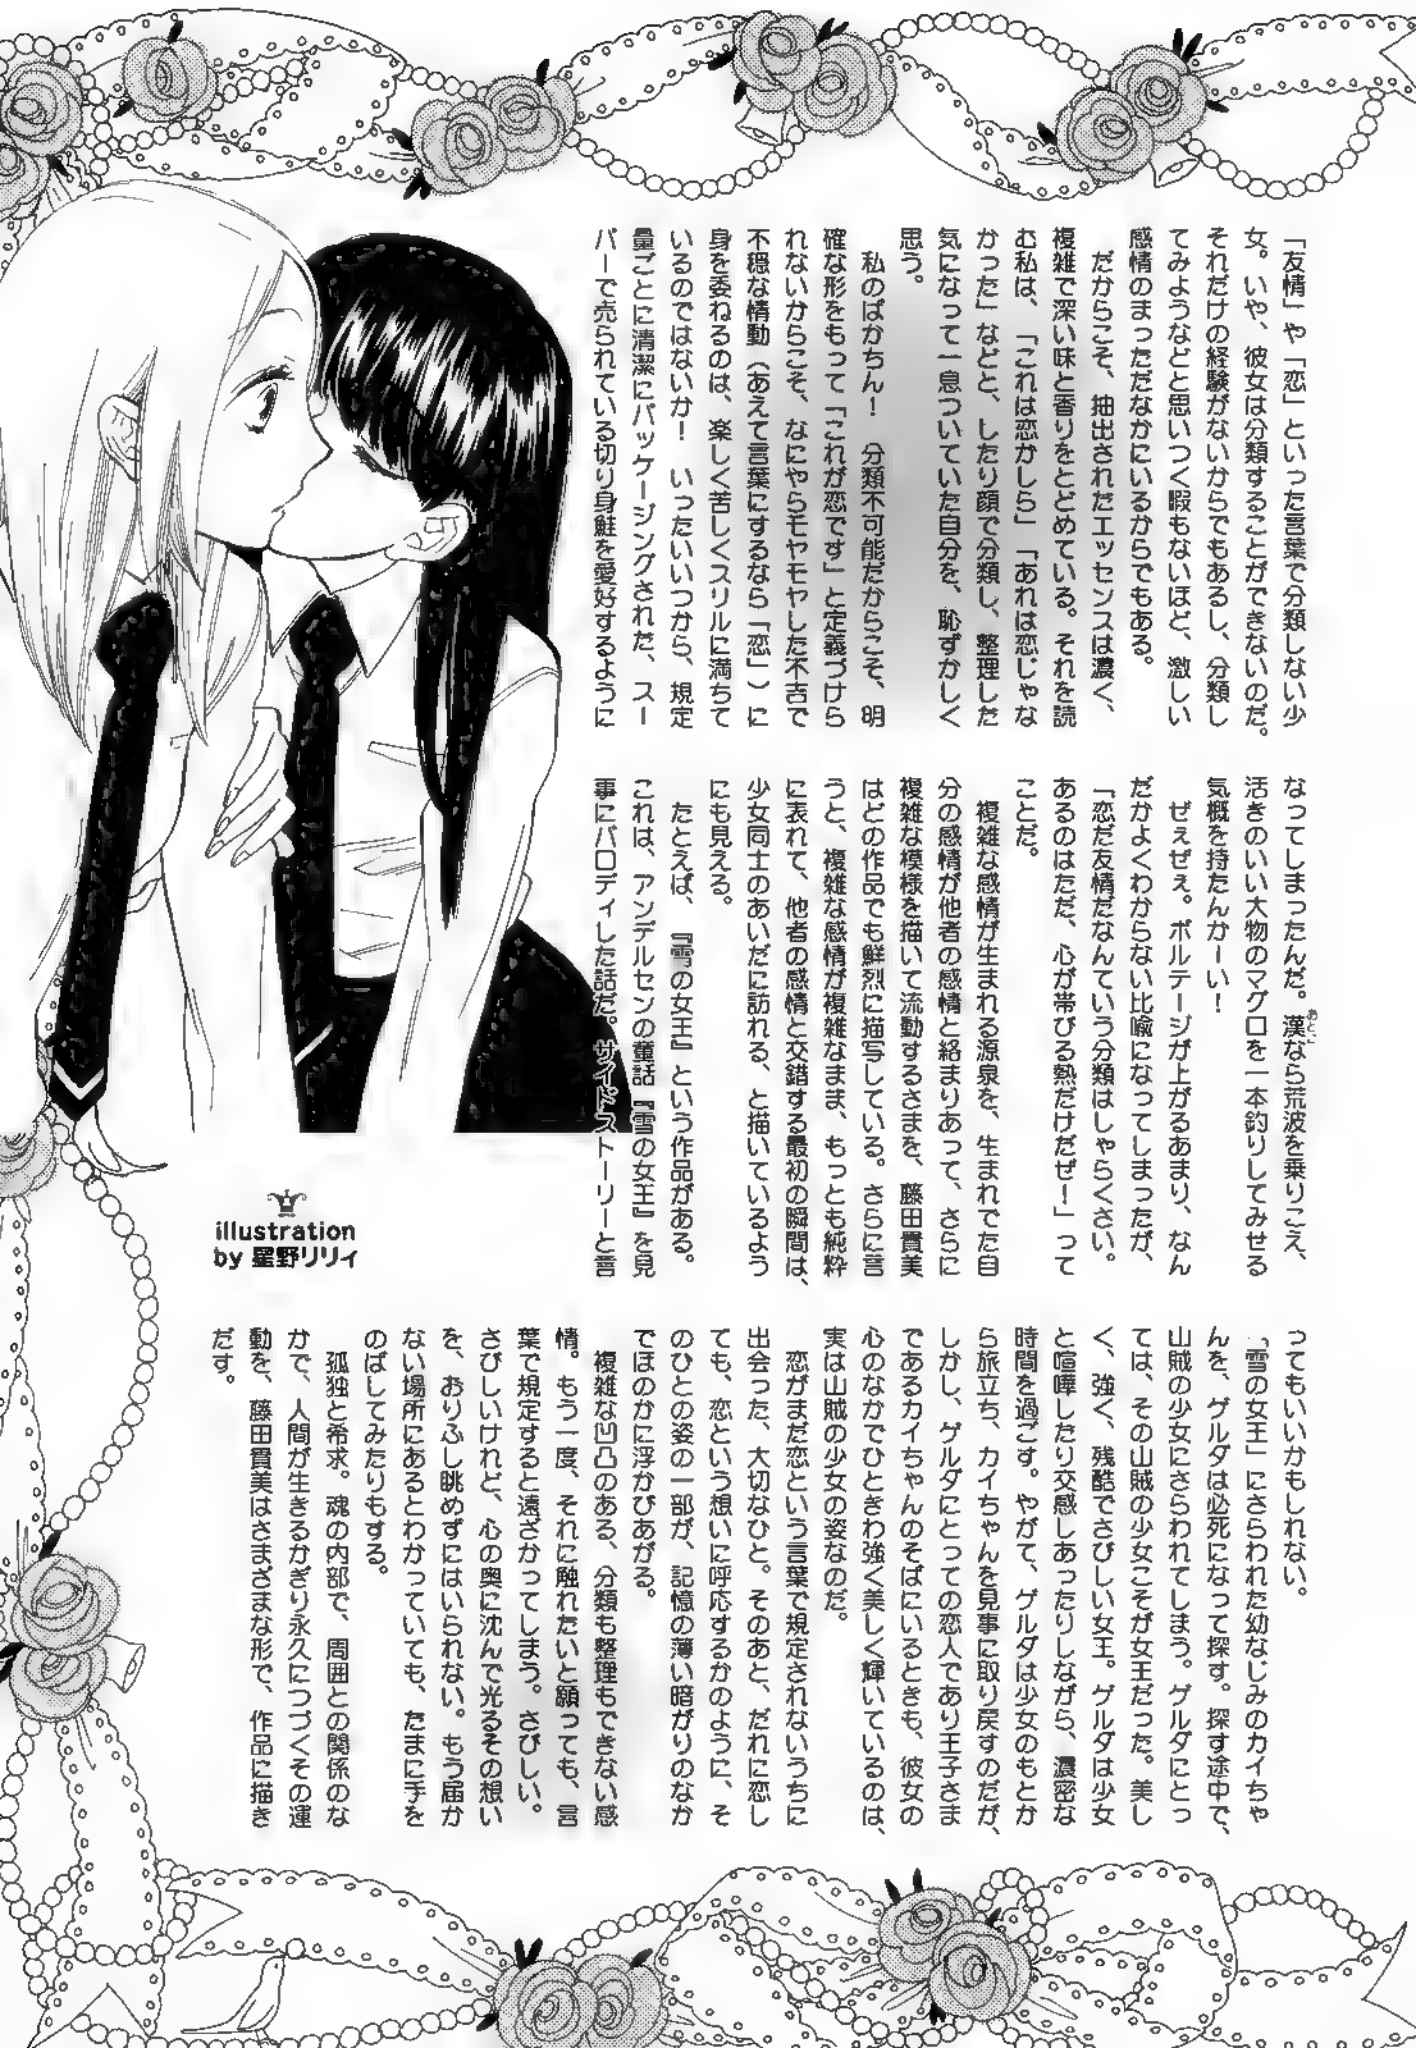 「友情」や「恋」といった言葉で分類しない少
女。いや、彼女は分類することができないのだ。
それだけの経験がないからでもあるし、分類し
てみようなどと思いつく暇もないほど、激しい
感情のまっただなかにいるからでもある。
だからこそ、抽出されたエッセンスは濃く、
複雑で深い味と香りをとどめている。それを読
む私は、「これは恋かしら」「あれは恋じゃな
かった」などと、したり顔で分類し、整理した
気になって一息ついていた自分を、恥ずかしく
思う。
私のばかちん！　分類不可能だからこそ、明
確な形をもって「これが恋です」と定義づけら
れないからこそ、なにやらモヤモヤした不吉で
不穏な情動（あえて言葉にするなら「恋」）に
身を委ねるのは、楽しく苦しくスリルに満ちて
いるのではないか！　いったいいつから、規定
量ごとに清潔にパッケージングされた、スー
パーで売られている切り身鮭を愛好するように
なってしまったんだ。漢なら荒波を乗りこえ、
おとこ
活きのいい大物のマグロを一本釣りしてみせる
気概を持たんかーい！
ぜぇぜぇ。ボルテージが上がるあまり、なん
だかよくわからない比喩になってしまったが、
「恋だ友情だなんていう分類はしゃらくさい。
あるのはただ、心が帯びる熱だけだぜ！」って
ことだ。
複雑な感情が生まれる源泉を、生まれでた自
分の感情が他者の感情と絡まりあって、さらに
複雑な模様を描いて流動するさまを、藤田貴美
はどの作品でも鮮烈に描写している。さらに言
うと、複雑な感情が複雑なまま、もっとも純粋
に表れて、他者の感情と交錯する最初の瞬間は、
少女同士のあいだに訪れる、と描いているよう
にも見える。
たとえば、『雪の女王』という作品がある。
これは、アンデルセンの童話『雪の女王』を見
事にパロディした話だ。サイドストーリーと言
ってもいいかもしれない。
「雪の女王」にさらわれた幼なじみのカイちゃ
んを、ゲルダは必死になって探す。探す途中で、
山賊の少女にさらわれてしまう。ゲルダにとっ
ては、その山賊の少女こそが女王だった。美し
く、強く、残酷でさびしい女王。ゲルダは少女
と喧嘩したり交感しあったりしながら、濃密な
時間を過ごす。やがて、ゲルダは少女のもとか
ら旅立ち、カイちゃんを見事に取り戻すのだが、
しかし、ゲルダにとっての恋人であり王子さま
であるカイちゃんのそばにいるときも、彼女の
心のなかでひときわ強く美しく輝いているのは、
実は山賊の少女の姿なのだ。
恋がまだ恋という言葉で規定されないうちに
出会った、大切なひと。そのあと、だれに恋し
ても、恋という想いに呼応するかのように、そ
のひとの姿の一部が、記憶の薄い暗がりのなか
でほのかに浮かびあがる。
複雑な凹凸のある、分類も整理もできない感
情。もう一度、それに触れたいと願っても、言
葉で規定すると遠ざかってしまう。さびしい。
さびしいけれど、心の奥に沈んで光るその想い
を、おりふし眺めずにはいられない。もう届か
ない場所にあるとわかっていても、たまに手を
のばしてみたりもする。
孤独と希求。魂の内部で、周囲との関係のな
かで、人間が生きるかぎり永久につづくその運
動を、藤田貴美はさまざまな形で、作品に描き
だす。
illustration
by 星野リリィ